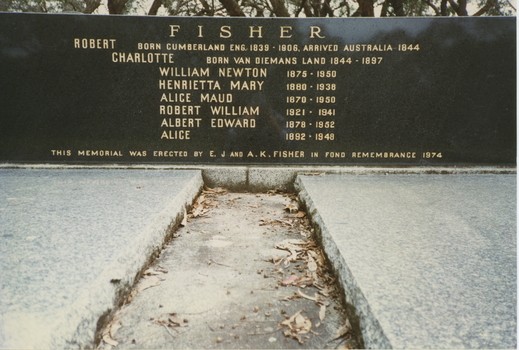 FISHER
ROBERT BORN CUMBERLAND ENG. 1839 - 1906, ARRIVED AUSTRALIA - 1844
CHARLOTTE BORN VAN DIEMANS LAND 1844 - 1897
WILLIAM NEWTON 1875 - 1950
HENRIETTA MARY 1880 - 1938
ALICE MAUD 1870 - 1950
ROBERT WILLIAM 1921 - 1941
ALBERT EDWARD 1878 - 1952
ALICE 1892 - 1948
THIS MEMORIAL WAS ERECTED BY E. J AND A. K. FISHER IN FOND REMEMBRANCE 1974